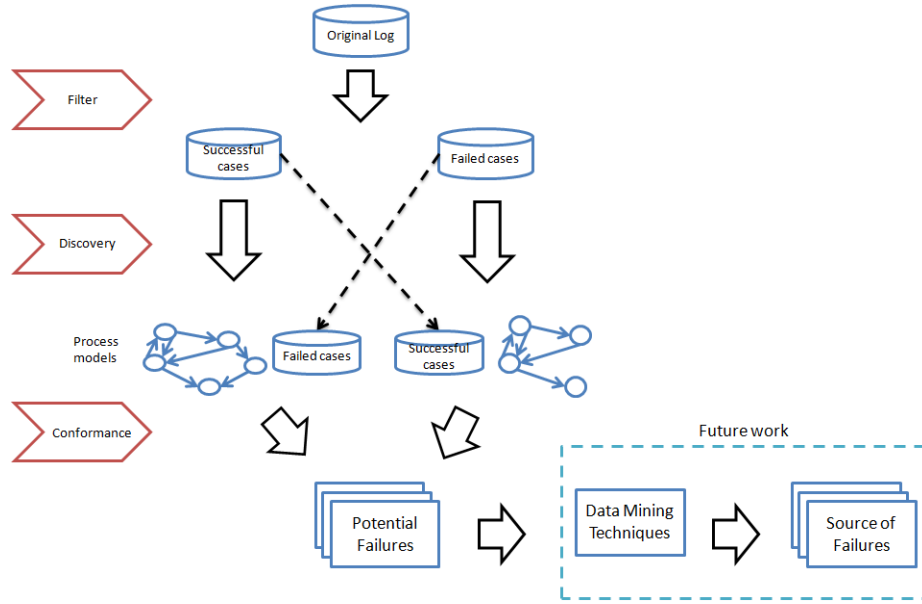 Original Log
Filter
Successful
cases
Failed cases
Discovery
Process
models
Failed cases
Successful
cases
Conformance
Future work
Potential
Failures
Data Mining
Techniques
Source of
Failures